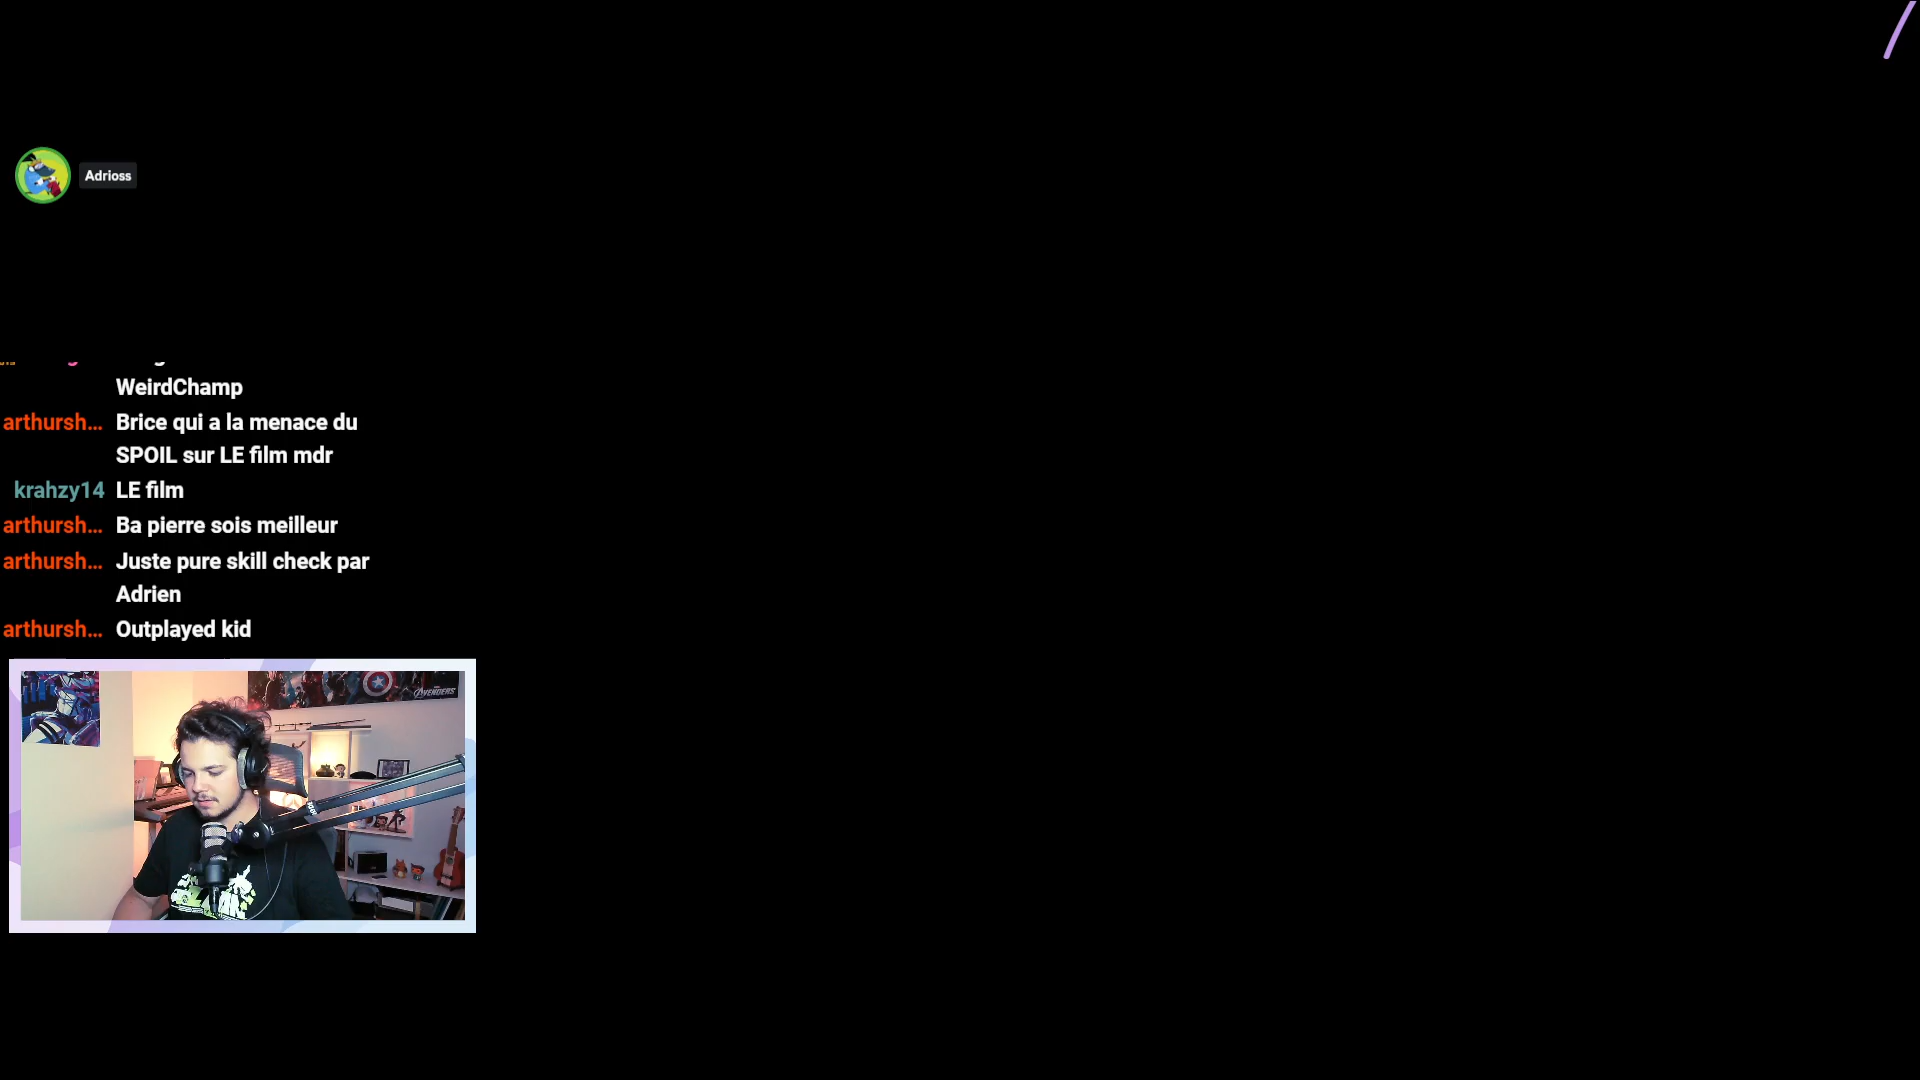 Adrioss
WeirdChamp
arthursh... Brice qui a la menace du
SPOIL sur LE film mdr
krahzy14 LE film
arthursh... Ba pierre sois meilleur
arthursh... Juste pure skill check par
Adrien
arthursh... Outplayed kid
AVENGERS